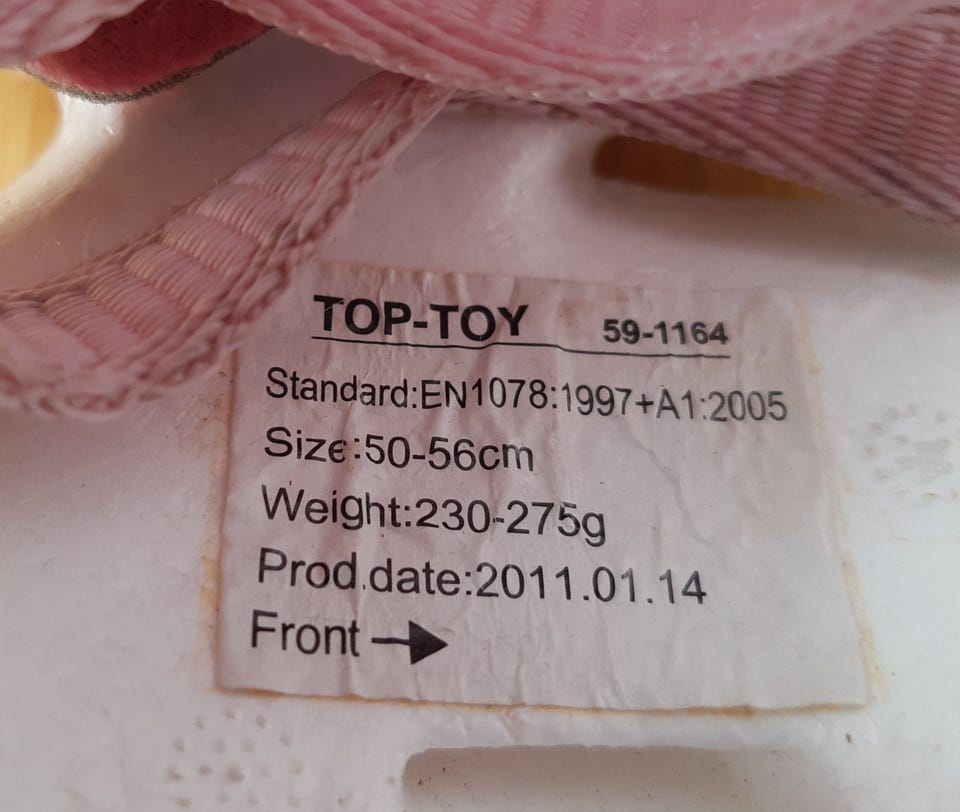 TOP-TOY 59-1164
Standard:EN1078:1997+A1:2005
Size:50-56cm
Weight:230-275g
Prod.date:2011.01.14
Front